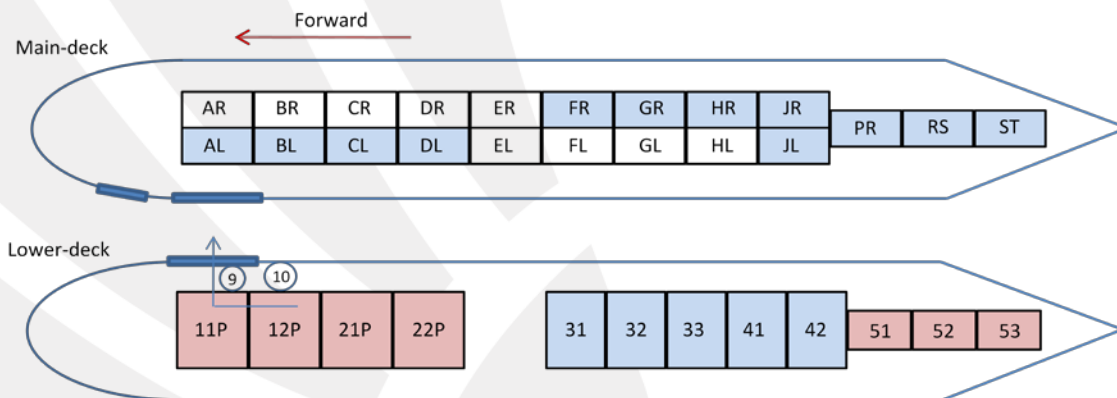 Forward
Main-deck
AR BR CR DR ER FR GR HR JR
AL BL CL DL EL FL GL HL JL
PR RS ST
Lower-deck
9 10
11P 12P 21P 22P 31 32 33 41 42 51 52 53